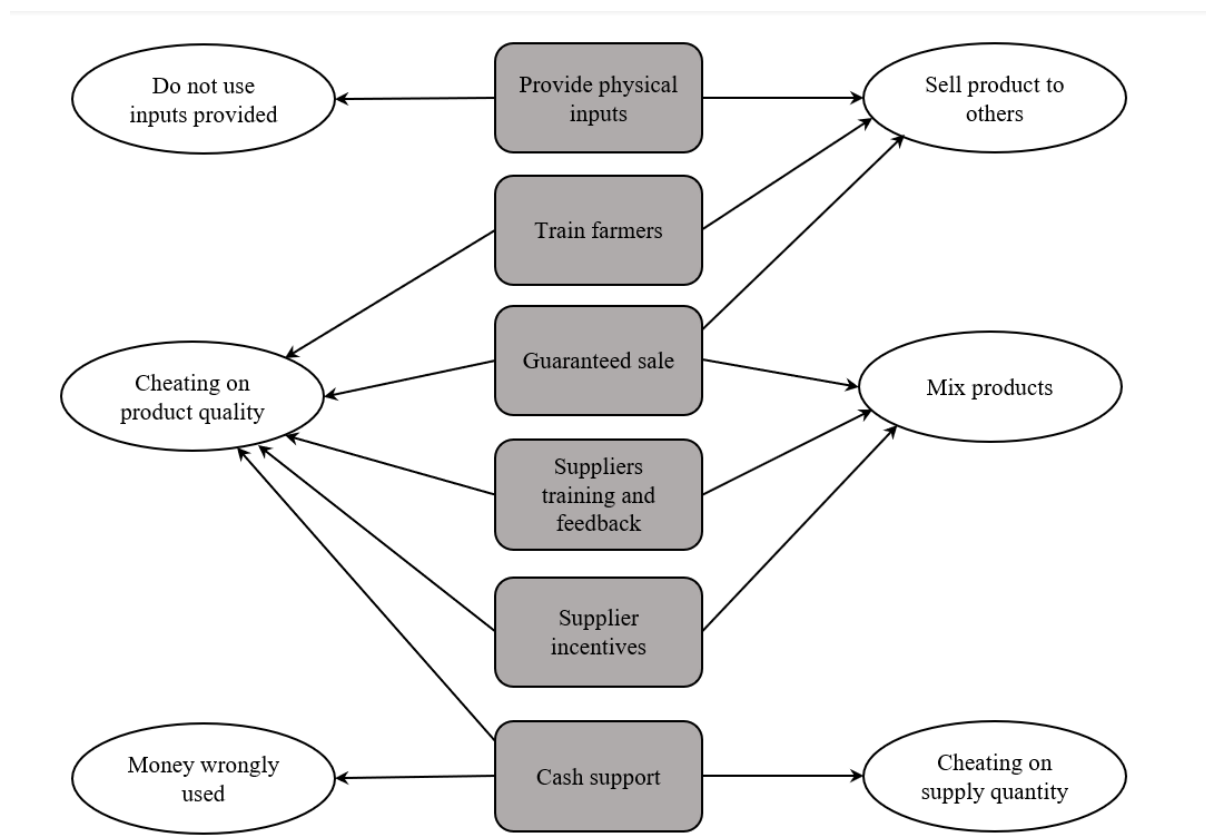 Do not use
inputs provided
Provide physical
inputs
Sell product to
others
Train farmers
Guaranteed sale
Cheating on
product quality
Mix products
Suppliers
training and
feedback
Supplier
incentives
Money wrongly
used
Cash support
Cheating on
supply quantity